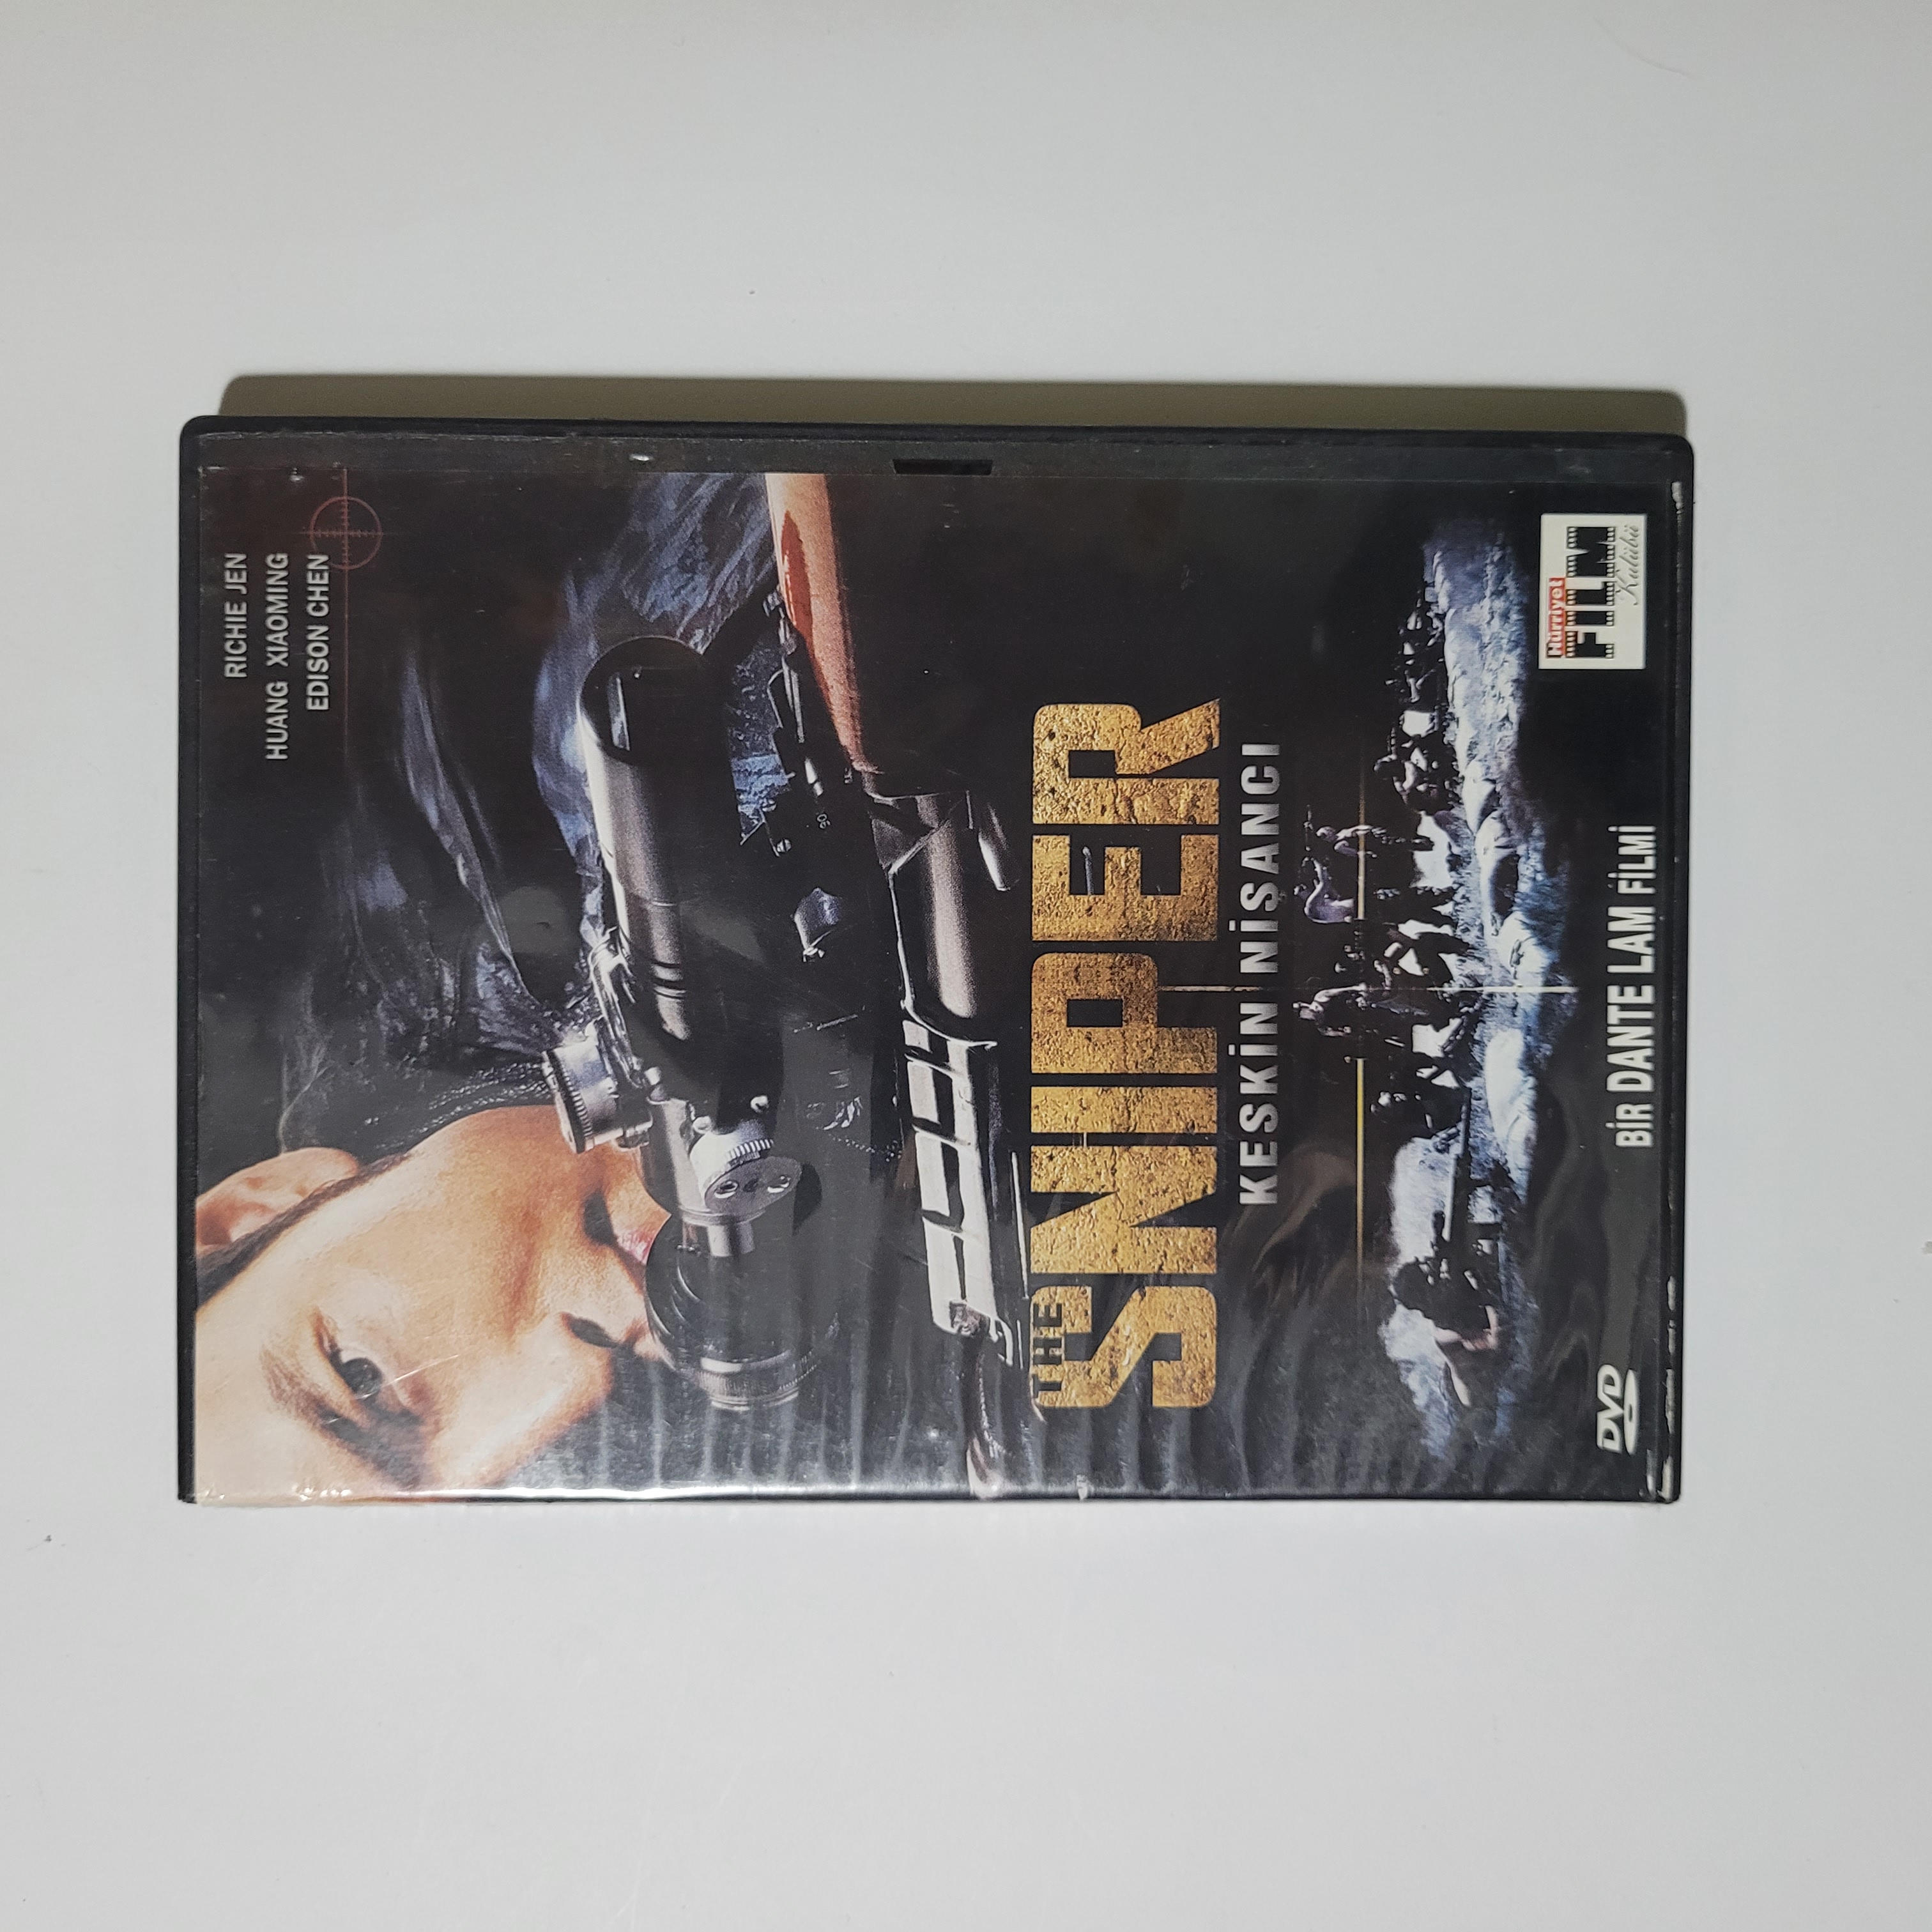 RICHIE JEN
HUANG XIAOMING
EDISON CHEN
THE
SNIPER
KESKİN NİŞANCI
DVD
BİR DANTE LAM FİLMİ
Hürriyet
FILM
Kulübü